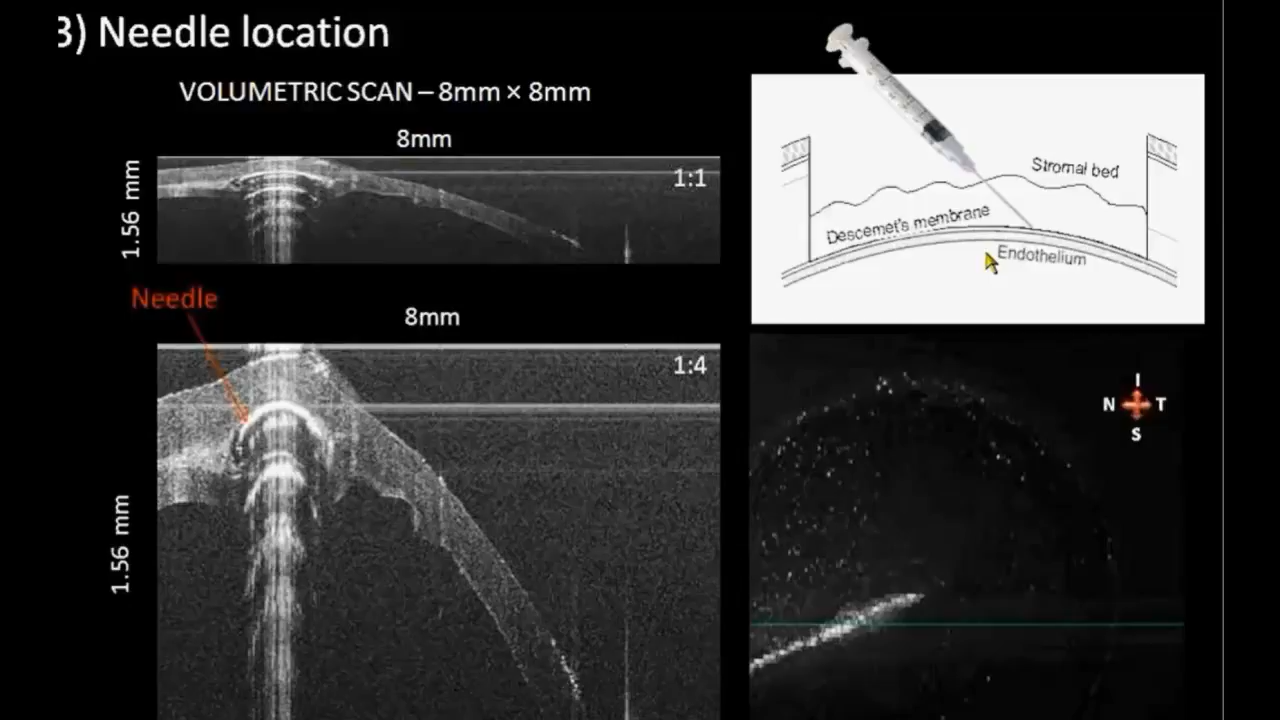 3) Needle location
VOLUMETRIC SCAN – 8mm × 8mm
8mm
1.56 mm
1:1
Needle
8mm
1.56 mm
1:4
Stromal bed
Descemet's membrane
Endothelium
I
N T
S